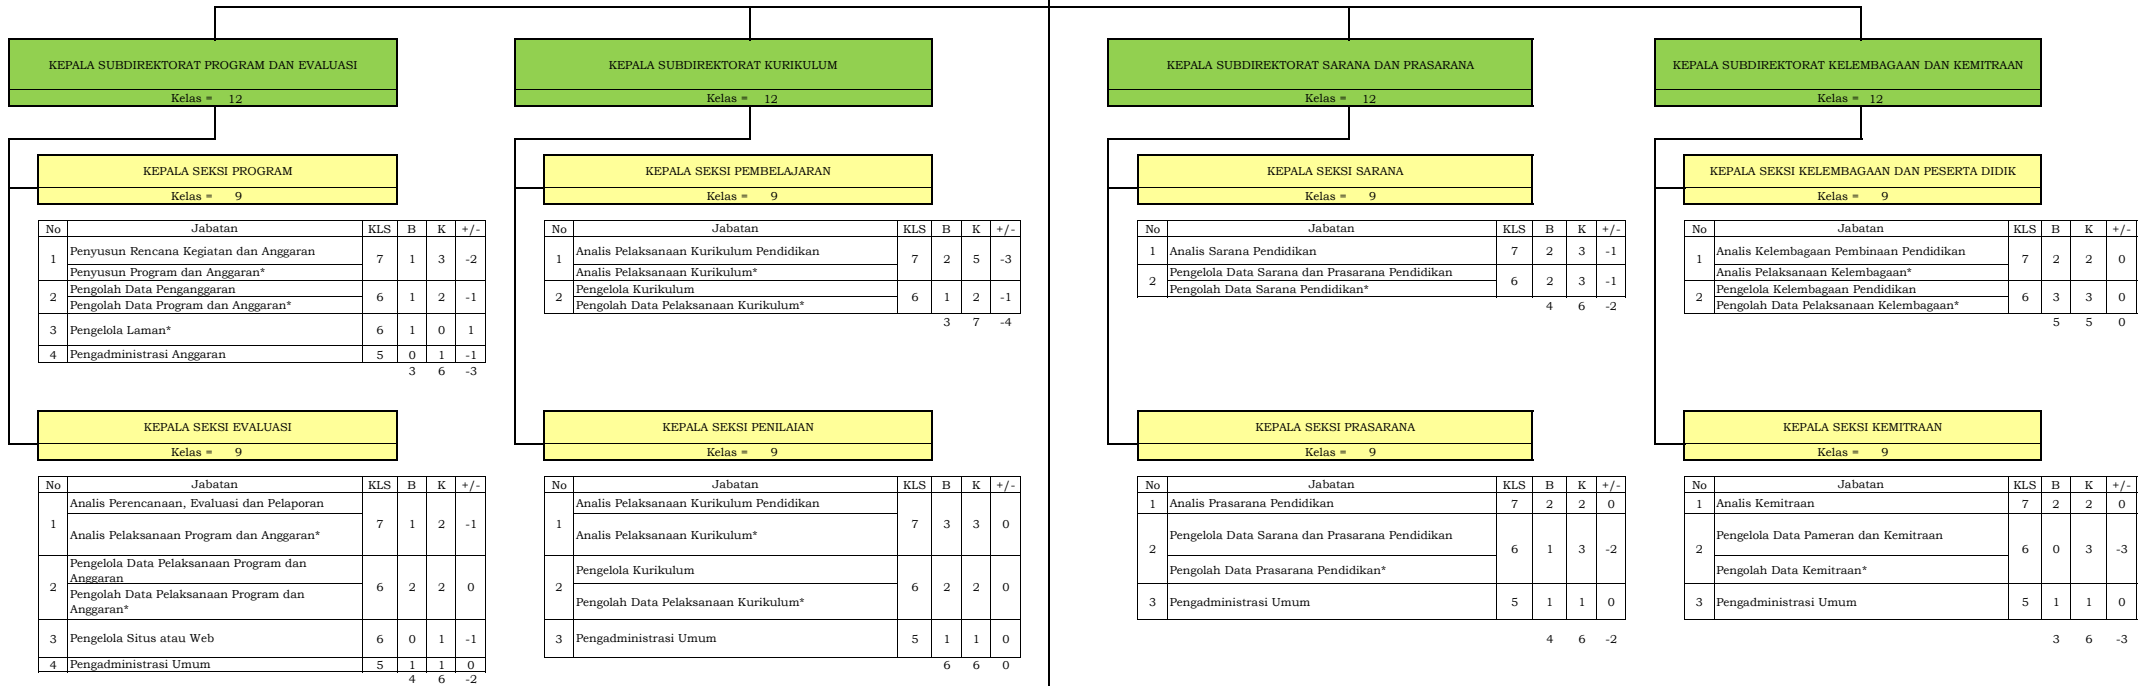 KEPALA SUBDIREKTORAT PROGRAM DAN EVALUASI
Kelas = 12
KEPALA SEKSI PROGRAM
Kelas = 9
No Jabatan KLS B K +/-
1 Penyusun Rencana Kegiatan dan Anggaran 7 1 3 -2
Penyusun Program dan Anggaran*
2 Pengolah Data Penganggaran 6 1 2 -1
Pengolah Data Program dan Anggaran*
3 Pengelola Laman* 6 1 0 1
4 Pengadministrasi Anggaran 5 0 1 -1
3 6 -3
KEPALA SEKSI EVALUASI
Kelas = 9
No Jabatan KLS B K +/-
Analis Perencanaan, Evaluasi dan Pelaporan
1 7 1 2 -1
Analis Pelaksanaan Program dan Anggaran*
Pengelola Data Pelaksanaan Program dan
Anggaran
2 6 2 2 0
Pengolah Data Pelaksanaan Program dan
Anggaran*
3 Pengelola Situs atau Web 6 0 1 -1
4 Pengadministrasi Umum 5 1 1 0
4 6 -2
KEPALA SUBDIREKTORAT KURIKULUM
Kelas = 12
KEPALA SEKSI PEMBELAJARAN
Kelas = 9
No Jabatan KLS B K +/-
1 Analis Pelaksanaan Kurikulum Pendidikan 7 2 5 -3
Analis Pelaksanaan Kurikulum*
2 Pengelola Kurikulum 6 1 2 -1
Pengolah Data Pelaksanaan Kurikulum*
3 7 -4
KEPALA SEKSI PENILAIAN
Kelas = 9
No Jabatan KLS B K +/-
Analis Pelaksanaan Kurikulum Pendidikan
1 7 3 3 0
Analis Pelaksanaan Kurikulum*
Pengelola Kurikulum
2 6 2 2 0
Pengolah Data Pelaksanaan Kurikulum*
3 Pengadministrasi Umum 5 1 1 0
6 6 0
KEPALA SUBDIREKTORAT SARANA DAN PRASARANA
Kelas = 12
KEPALA SEKSI SARANA
Kelas = 9
No Jabatan KLS B K +/-
1 Analis Sarana Pendidikan 7 2 3 -1
2 Pengelola Data Sarana dan Prasarana Pendidikan 6 2 3 -1
Pengolah Data Sarana Pendidikan*
4 6 -2
KEPALA SEKSI PRASARANA
Kelas = 9
No Jabatan KLS B K +/-
1 Analis Prasarana Pendidikan 7 2 2 0
Pengelola Data Sarana dan Prasarana Pendidikan
2 6 1 3 -2
Pengolah Data Prasarana Pendidikan*
3 Pengadministrasi Umum 5 1 1 0
4 6 -2
KEPALA SUBDIREKTORAT KELEMBAGAAN DAN KEMITRAAN
Kelas = 12
KEPALA SEKSI KELEMBAGAAN DAN PESERTA DIDIK
Kelas = 9
No Jabatan KLS B K +/-
1 Analis Kelembagaan Pembinaan Pendidikan 7 2 2 0
Analis Pelaksanaan Kelembagaan*
2 Pengelola Kelembagaan Pendidikan 6 3 3 0
Pengolah Data Pelaksanaan Kelembagaan*
5 5 0
KEPALA SEKSI KEMITRAAN
Kelas = 9
No Jabatan KLS B K +/-
1 Analis Kemitraan 7 2 2 0
Pengelola Data Pameran dan Kemitraan
2 6 0 3 -3
Pengolah Data Kemitraan*
3 Pengadministrasi Umum 5 1 1 0
3 6 -3